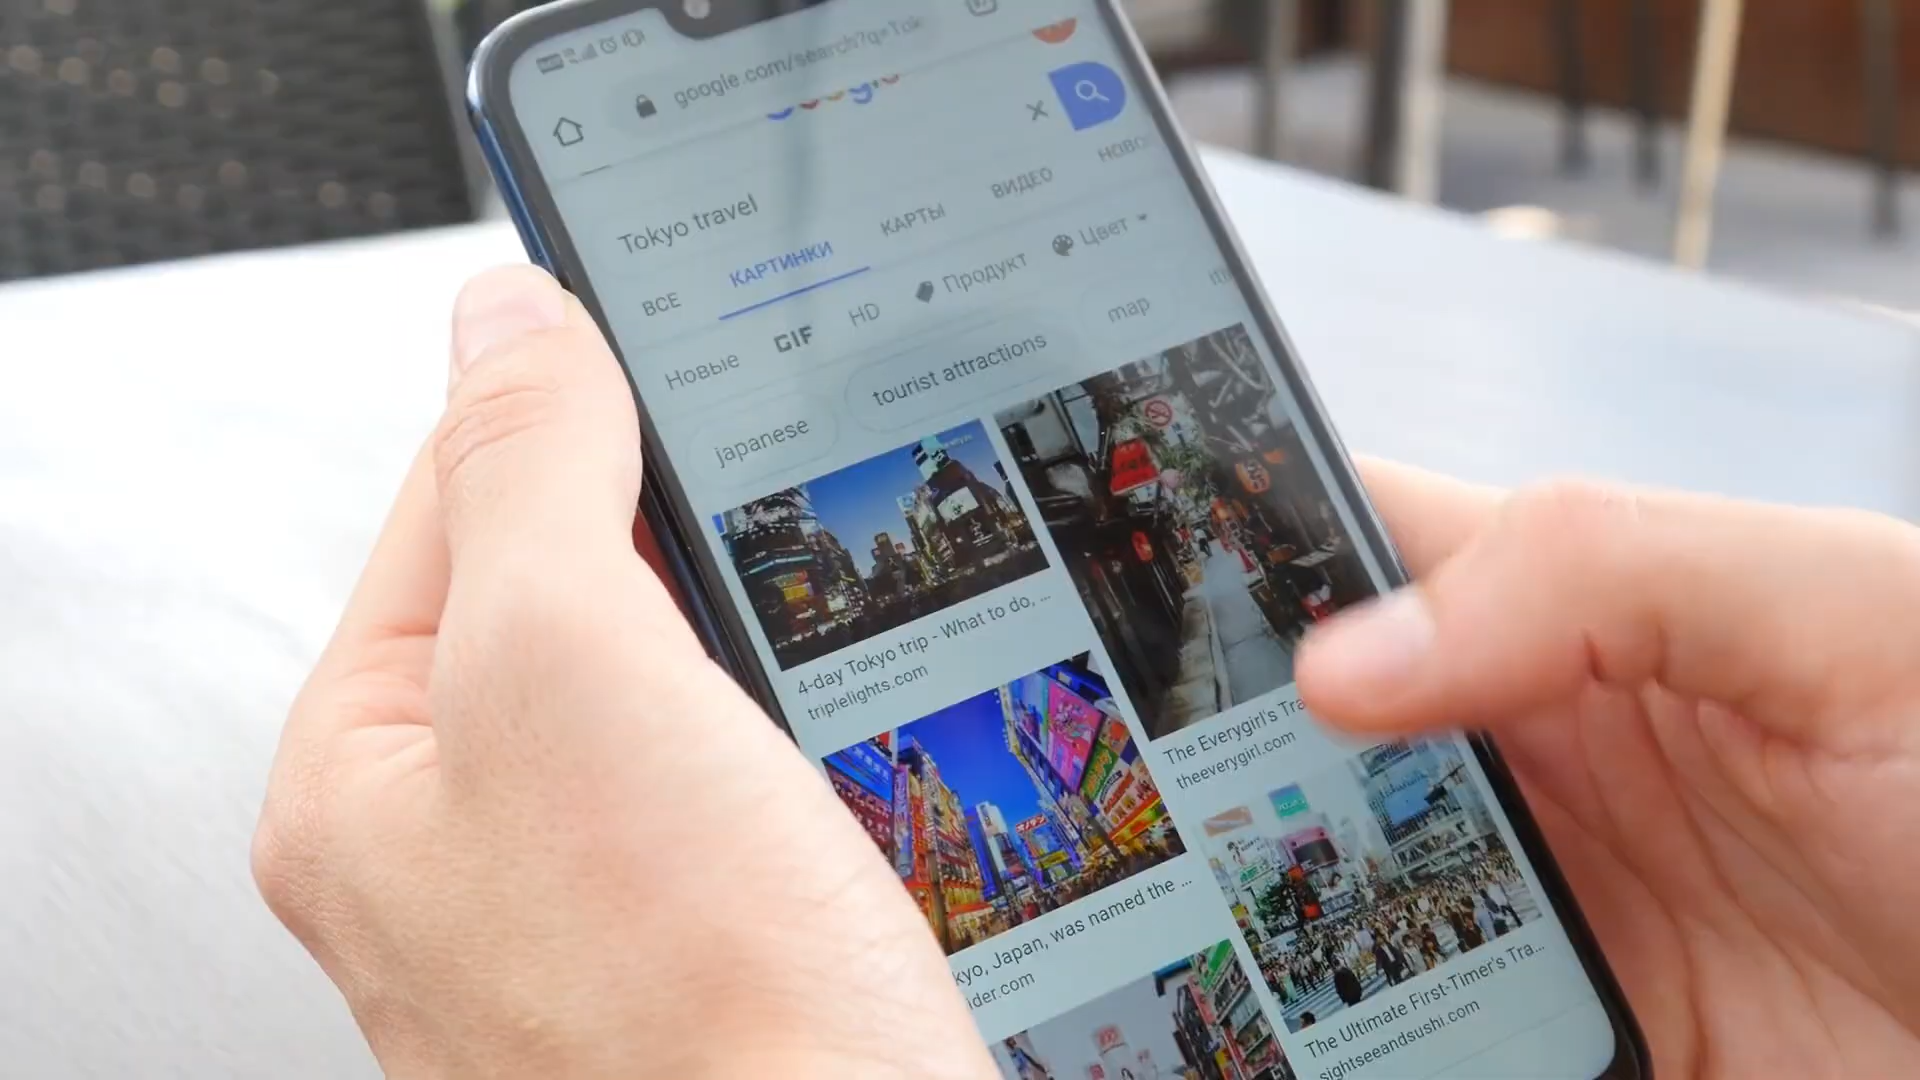 google.com/search?q=Tok
Google
Tokyo travel
ВСЕ КАРТИНКИ КАРТЫ ВИДЕО НОВО
Новые GIF HD Продукт Цвет
japanese tourist attractions map
4-day Tokyo trip - What to do, ...
triplelights.com
The Everygirl's Tra
theeverygirl.com
kyo, Japan, was named the ...
ider.com
The Ultimate First-Timer's Tra...
sightseeandsushi.com